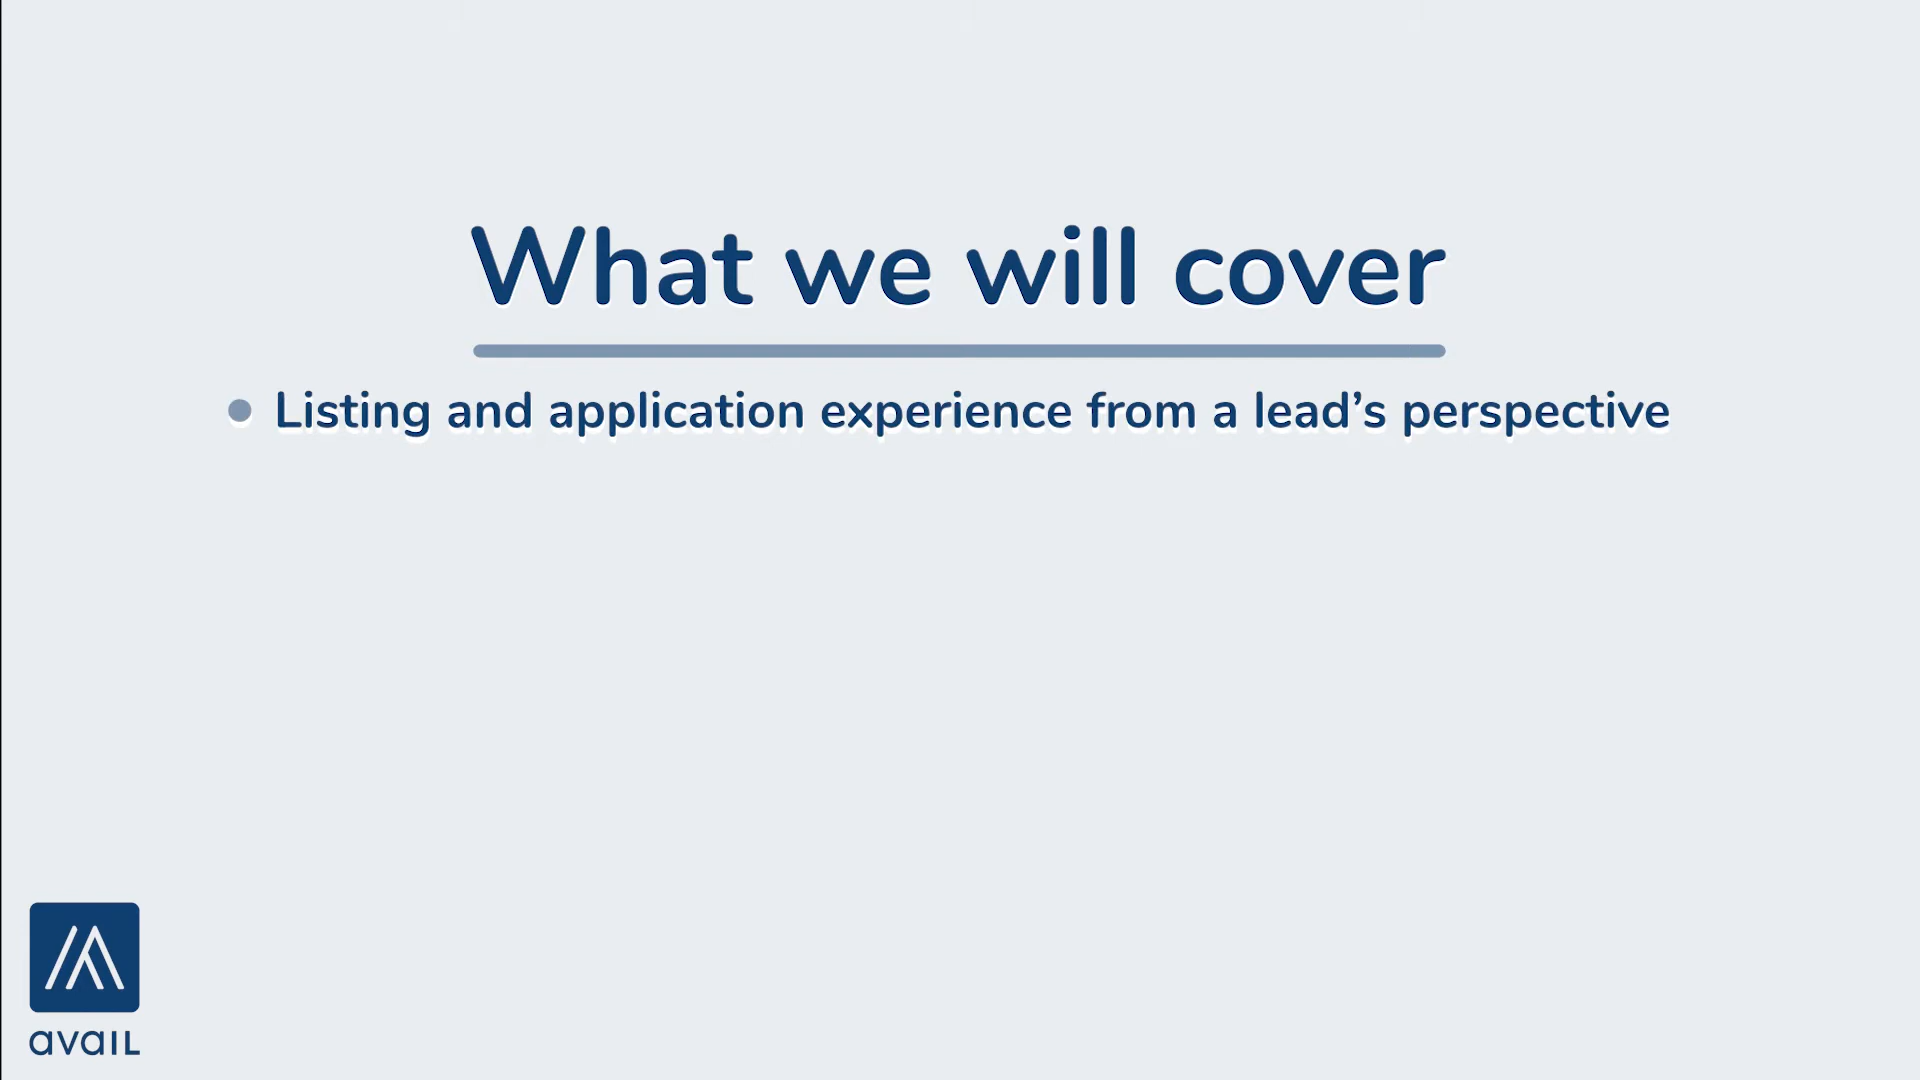 What we will cover
Listing and application experience from a lead’s perspective
avaIL